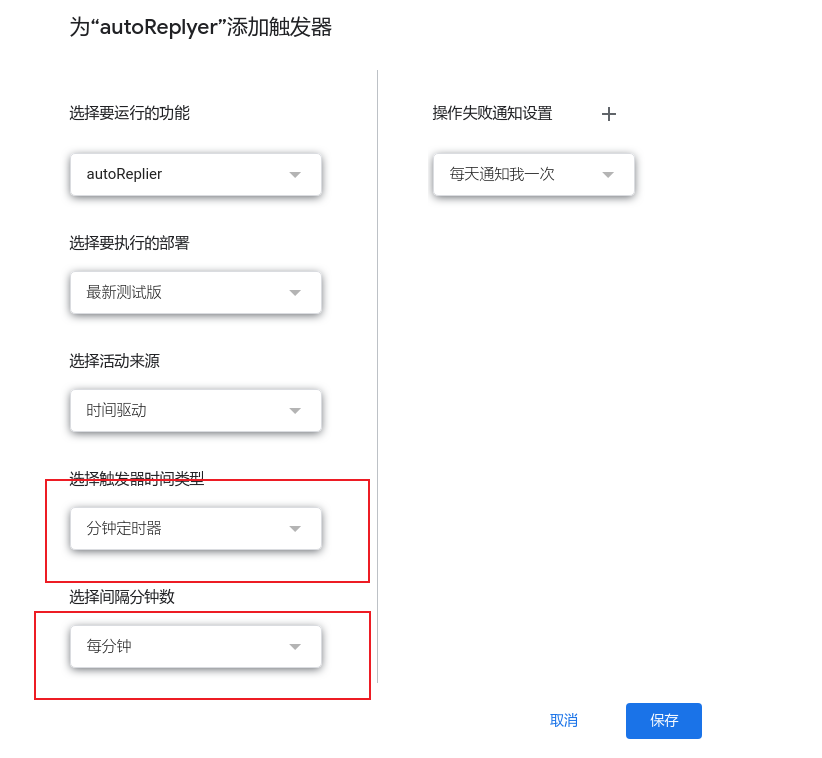 为“autoReplyer”添加触发器
选择要运行的功能
autoReplier
选择要执行的部署
最新测试版
选择活动来源
时间驱动
选择触发器时间类型
分钟定时器
选择间隔分钟数
每分钟
操作失败通知设置
每天通知我一次
取消
保存